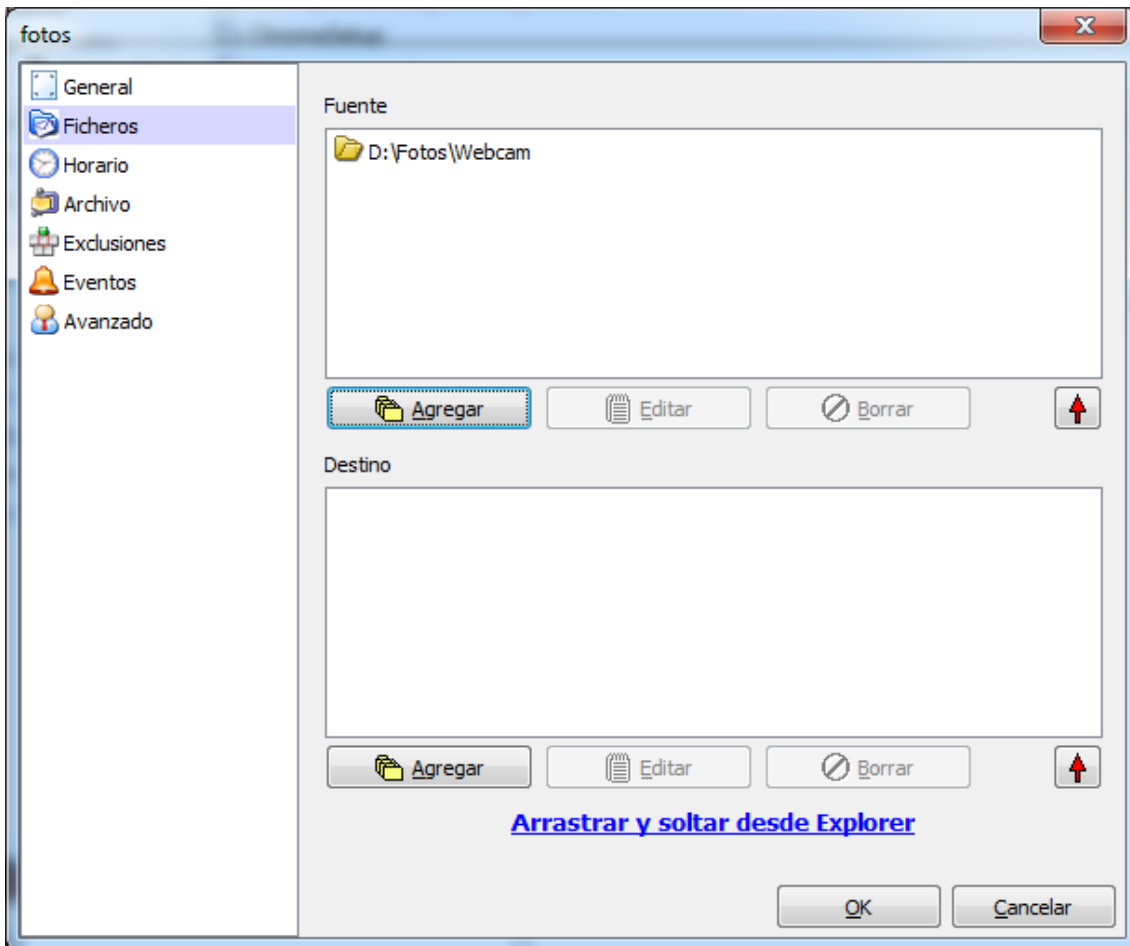 fotos
General
Ficheros
Horario
Archivo
Exclusiones
Eventos
Avanzado
Fuente
D:\Fotos\Webcam
Agregar
Editar
Borrar
Destino
Agregar
Editar
Borrar
Arrastrar y soltar desde Explorer
OK
Cancelar